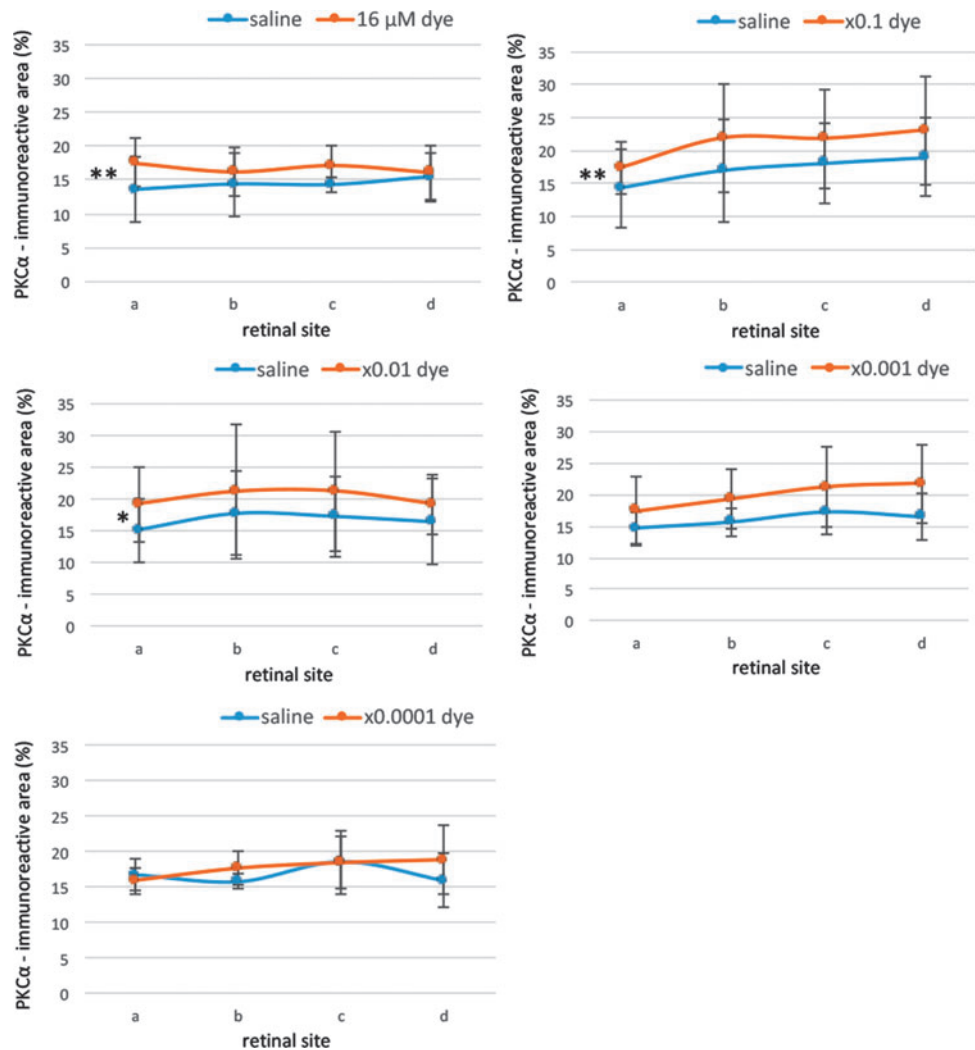 saline 16 µM dye
PKCα - immunoreactive area (%)
35
30
25
20
15
10
5
0
**
a b c d
retinal site
saline x0.1 dye
PKCα - immunoreactive area (%)
35
30
25
20
15
10
5
0
**
a b c d
retinal site
saline x0.01 dye
PKCα - immunoreactive area (%)
35
30
25
20
15
10
5
0
*
a b c d
retinal site
saline x0.001 dye
PKCα - immunoreactive area (%)
35
30
25
20
15
10
5
0
a b c d
retinal site
saline x0.0001 dye
PKCα - immunoreactive area (%)
35
30
25
20
15
10
5
0
a b c d
retinal site